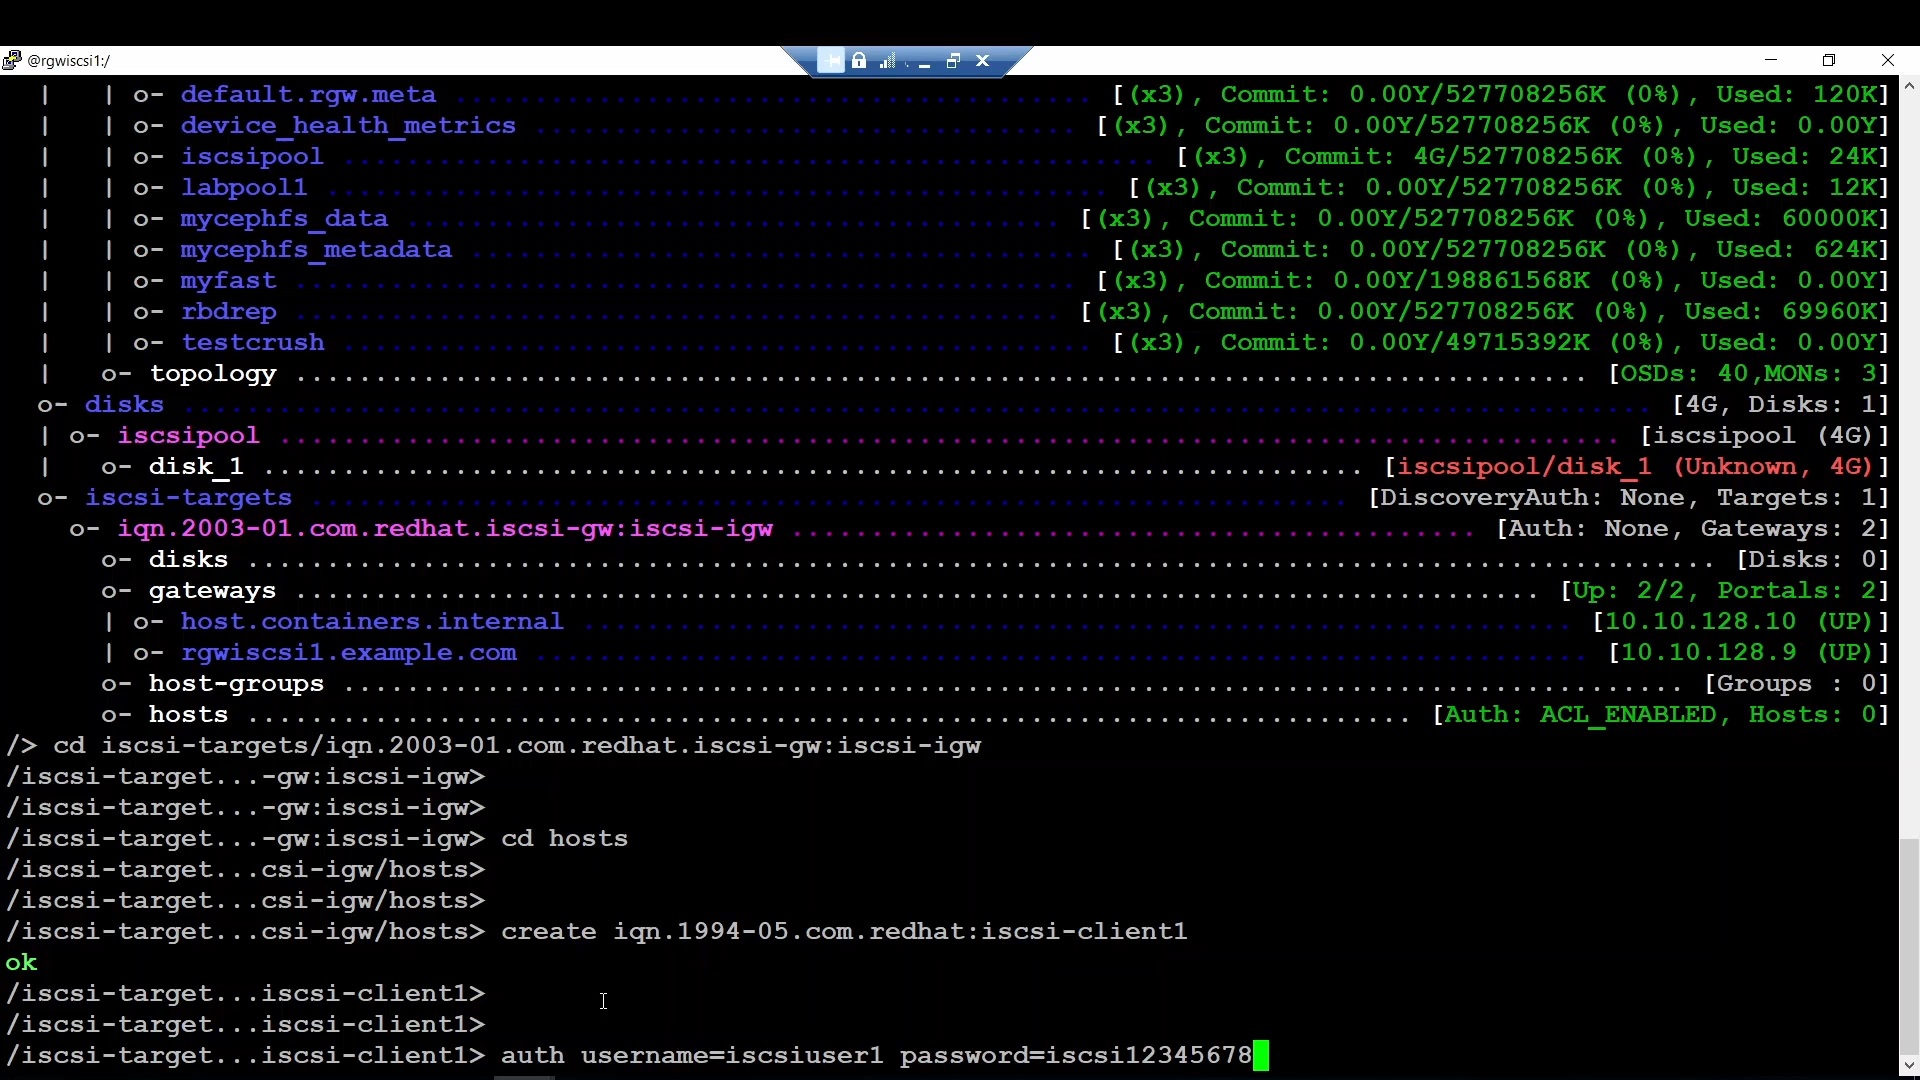 @rgwiscsi1:/
| | o- default.rgw.meta ........................................ [(x3), Commit: 0.00Y/527708256K (0%), Used: 120K]
| | o- device_health_metrics .................................. [(x3), Commit: 0.00Y/527708256K (0%), Used: 0.00Y]
| | o- iscsipool ................................................... [(x3), Commit: 4G/527708256K (0%), Used: 24K]
| | o- labpool1 ................................................. [(x3), Commit: 0.00Y/527708256K (0%), Used: 12K]
| | o- mycephfs_data ......................................... [(x3), Commit: 0.00Y/527708256K (0%), Used: 60000K]
| | o- mycephfs_metadata ....................................... [(x3), Commit: 0.00Y/527708256K (0%), Used: 624K]
| | o- myfast ................................................. [(x3), Commit: 0.00Y/198861568K (0%), Used: 0.00Y]
| | o- rbdrep ................................................ [(x3), Commit: 0.00Y/527708256K (0%), Used: 69960K]
| | o- testcrush ............................................... [(x3), Commit: 0.00Y/49715392K (0%), Used: 0.00Y]
| o- topology ................................................................................. [OSDs: 40,MONs: 3]
o- disks ............................................................................................ [4G, Disks: 1]
| o- iscsipool .................................................................................... [iscsipool (4G)]
| o- disk_1 ..................................................................... [iscsipool/disk_1 (Unknown, 4G)]
o- iscsi-targets ................................................................. [DiscoveryAuth: None, Targets: 1]
o- iqn.2003-01.com.redhat.iscsi-gw:iscsi-igw ........................................... [Auth: None, Gateways: 2]
o- disks ............................................................................................ [Disks: 0]
o- gateways .............................................................................. [Up: 2/2, Portals: 2]
| o- host.containers.internal .............................................................. [10.10.128.10 (UP)]
| o- rgwiscsi1.example.com .................................................................. [10.10.128.9 (UP)]
o- host-groups .................................................................................... [Groups : 0]
o- hosts ......................................................................... [Auth: ACL_ENABLED, Hosts: 0]
/> cd iscsi-targets/iqn.2003-01.com.redhat.iscsi-gw:iscsi-igw
/iscsi-target...-gw:iscsi-igw>
/iscsi-target...-gw:iscsi-igw>
/iscsi-target...-gw:iscsi-igw> cd hosts
/iscsi-target...csi-igw/hosts>
/iscsi-target...csi-igw/hosts>
/iscsi-target...csi-igw/hosts> create iqn.1994-05.com.redhat:iscsi-client1
ok
/iscsi-target...iscsi-client1>
/iscsi-target...iscsi-client1>
/iscsi-target...iscsi-client1> auth username=iscsiuser1 password=iscsi12345678